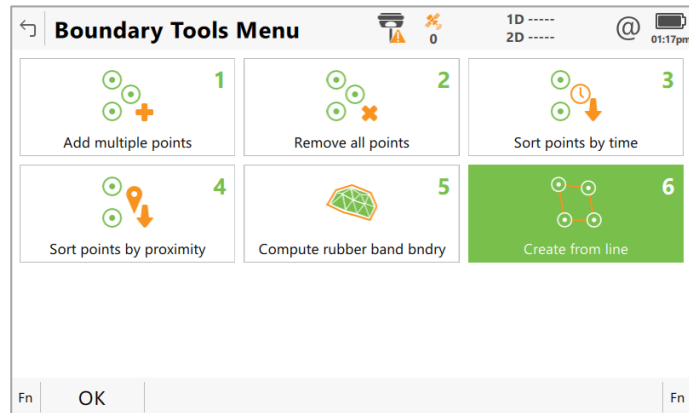 Boundary Tools Menu
0
1D -----
2D -----
@
01:17pm
1
Add multiple points
2
Remove all points
3
Sort points by time
4
Sort points by proximity
5
Compute rubber band bndry
6
Create from line
Fn
OK
Fn